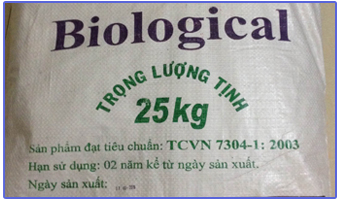 Biological
TRỌNG LƯỢNG TỊNH
25kg
Sản phẩm đạt tiêu chuẩn: TCVN 7304-1: 2003
Hạn sử dụng: 02 năm kể từ ngày sản xuất.
Ngày sản xuất: